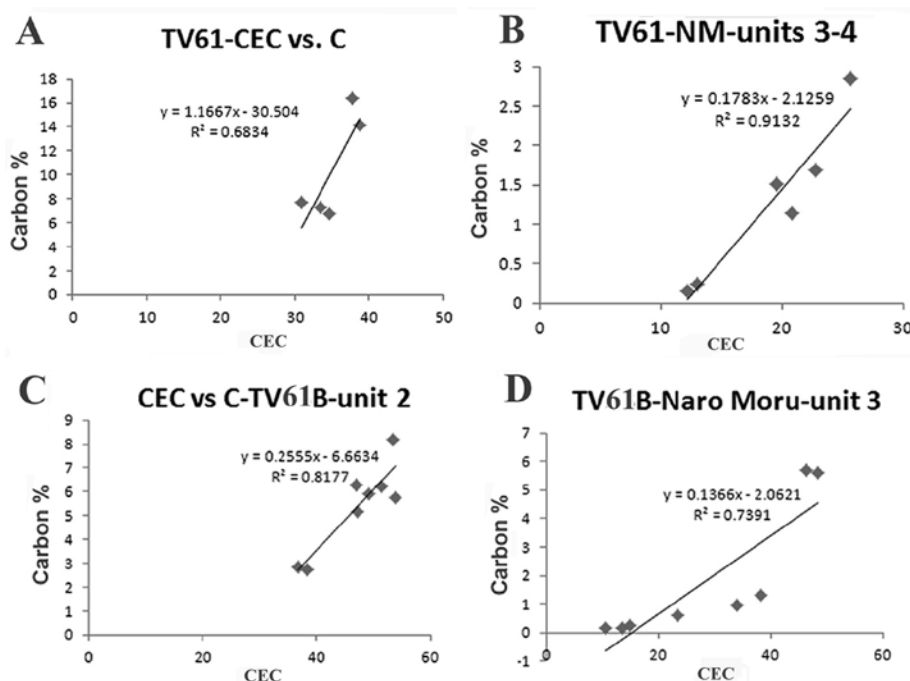 A
TV61-CEC vs. C
18
16
14
12
10
8
6
4
2
0
Carbon %
y = 1.1667x - 30.504
R² = 0.6834
0 10 20 30 40 50
CEC
B
TV61-NM-units 3-4
3
2.5
2
1.5
1
0.5
0
Carbon %
y = 0.1783x - 2.1259
R² = 0.9132
0 10 20 30
CEC
C
CEC vs C-TV61B-unit 2
9
8
7
6
5
4
3
2
1
0
Carbon %
y = 0.2555x - 6.6634
R² = 0.8177
0 20 40 60
CEC
D
TV61B-Naro Moru-unit 3
6
5
4
3
2
1
0
-1
Carbon %
y = 0.1366x - 2.0621
R² = 0.7391
0 20 40 60
CEC